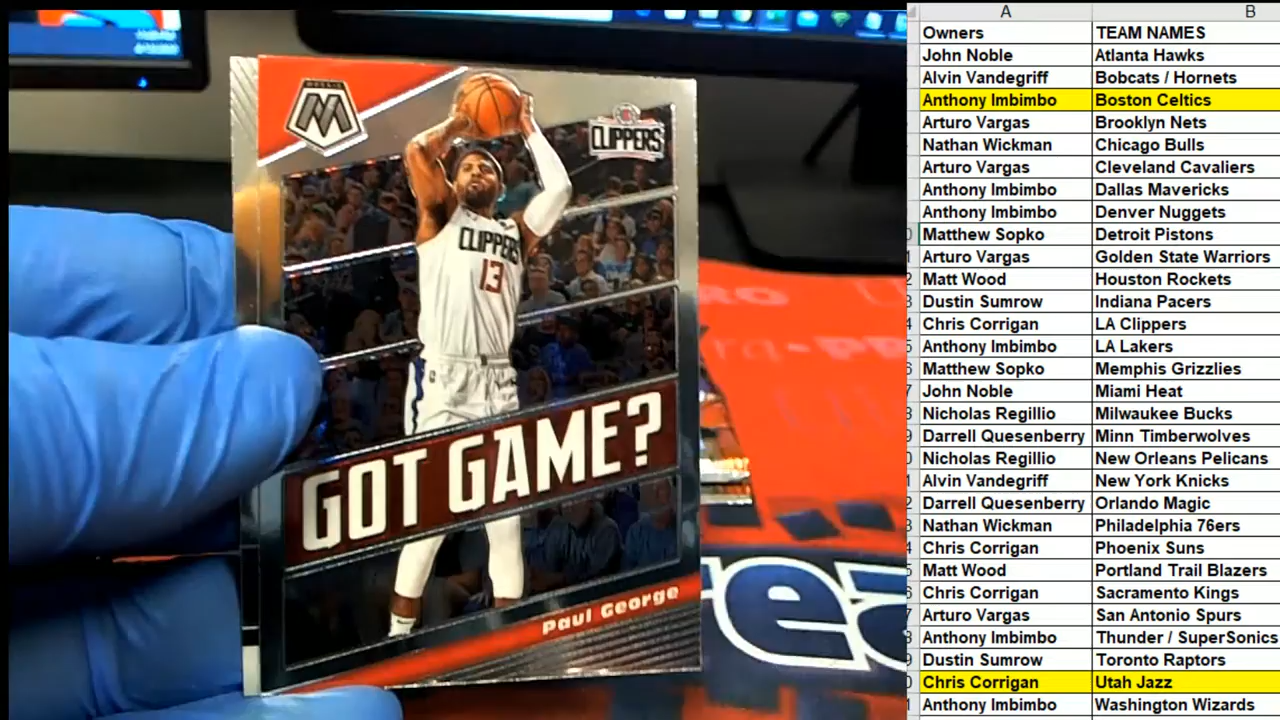 MOSAIC
CLIPPERS
CLIPPERS
13
GOT GAME?
Paul George
A B
Owners TEAM NAMES
John Noble Atlanta Hawks
Alvin Vandegriff Bobcats / Hornets
Anthony Imbimbo Boston Celtics
Arturo Vargas Brooklyn Nets
Nathan Wickman Chicago Bulls
Arturo Vargas Cleveland Cavaliers
Anthony Imbimbo Dallas Mavericks
Anthony Imbimbo Denver Nuggets
Matthew Sopko Detroit Pistons
Arturo Vargas Golden State Warriors
Matt Wood Houston Rockets
Dustin Sumrow Indiana Pacers
Chris Corrigan LA Clippers
Anthony Imbimbo LA Lakers
Matthew Sopko Memphis Grizzlies
John Noble Miami Heat
Nicholas Regillio Milwaukee Bucks
Darrell Quesenberry Minn Timberwolves
Nicholas Regillio New Orleans Pelicans
Alvin Vandegriff New York Knicks
Darrell Quesenberry Orlando Magic
Nathan Wickman Philadelphia 76ers
Chris Corrigan Phoenix Suns
Matt Wood Portland Trail Blazers
Chris Corrigan Sacramento Kings
Arturo Vargas San Antonio Spurs
Anthony Imbimbo Thunder / SuperSonics
Dustin Sumrow Toronto Raptors
Chris Corrigan Utah Jazz
Anthony Imbimbo Washington Wizards